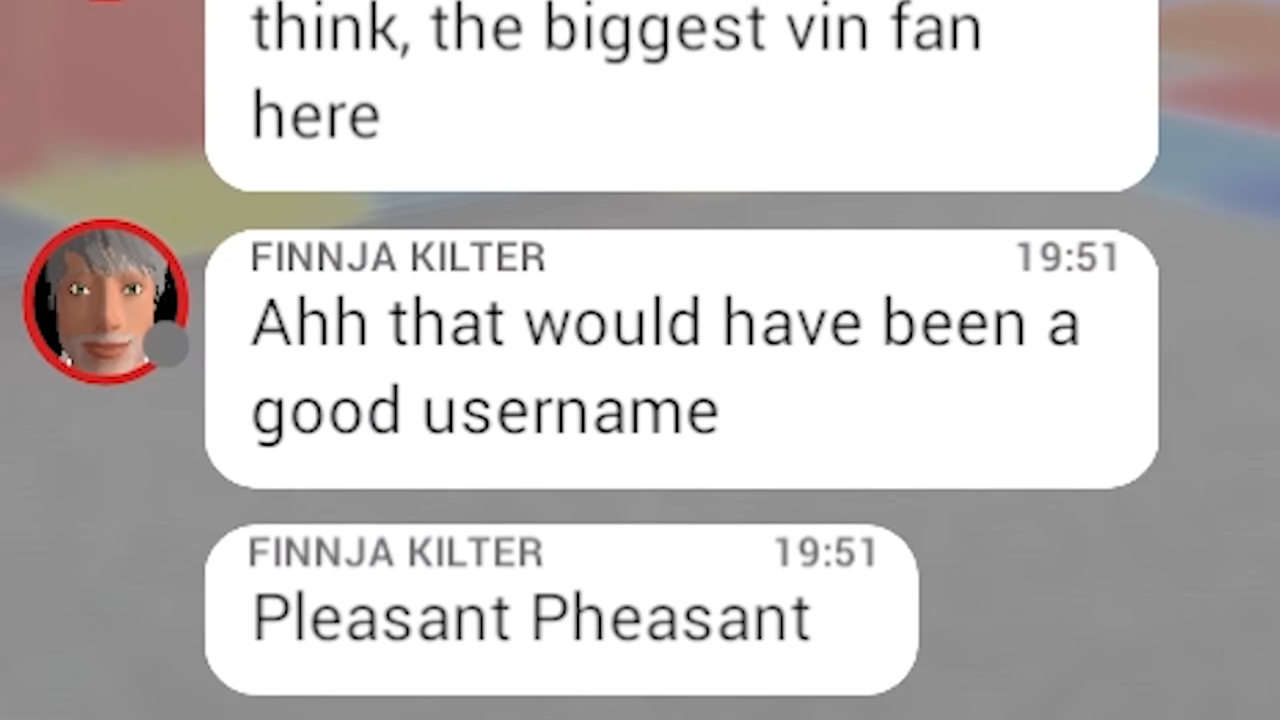 think, the biggest vin fan
here
FINNJA KILTER 19:51
Ahh that would have been a
good username
FINNJA KILTER 19:51
Pleasant Pheasant